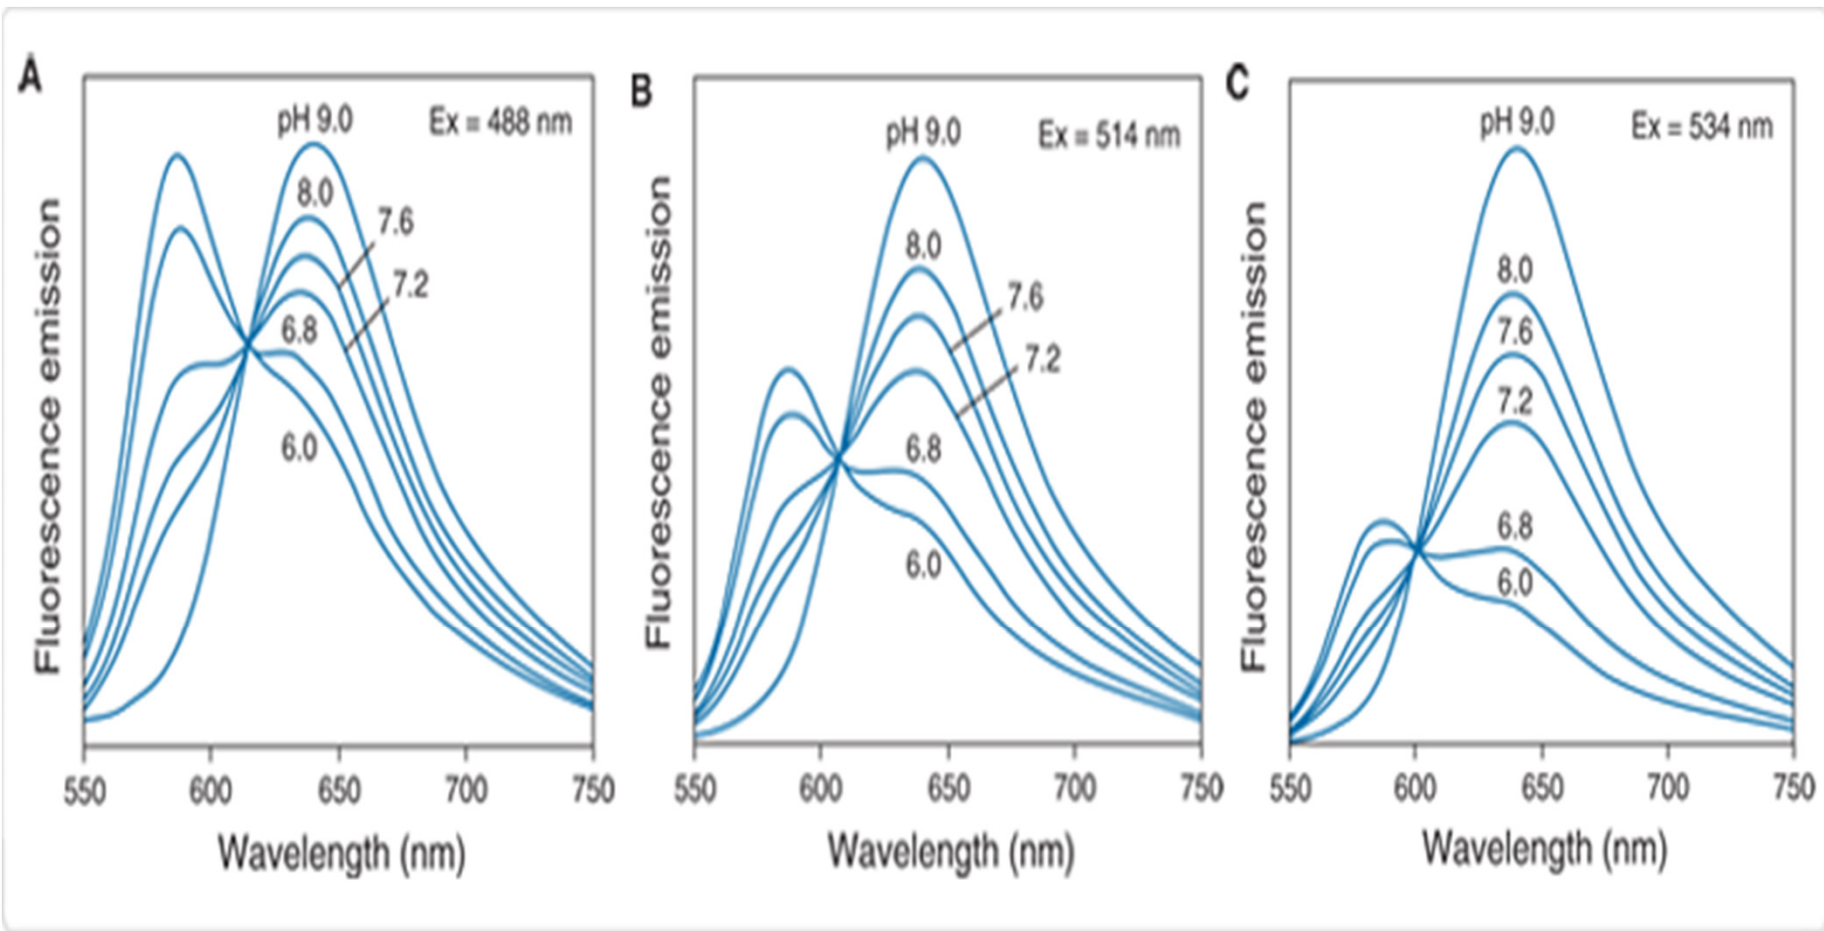 A
Fluorescence emission
pH 9.0
Ex = 488 nm
8.0
7.6
7.2
6.8
6.0
550 600 650 700 750
Wavelength (nm)
B
Fluorescence emission
pH 9.0
Ex = 514 nm
8.0
7.6
7.2
6.8
6.0
550 600 650 700 750
Wavelength (nm)
C
Fluorescence emission
pH 9.0
Ex = 534 nm
8.0
7.6
7.2
6.8
6.0
550 600 650 700 750
Wavelength (nm)